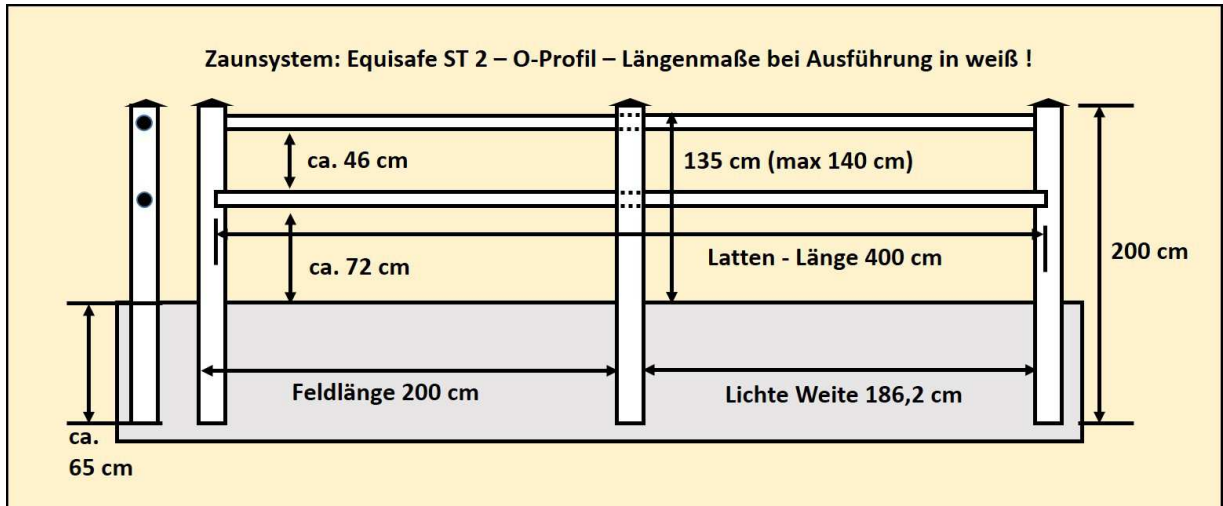 Zaunsystem: Equisafe ST 2 – O-Profil – Längenmaße bei Ausführung in weiß !
ca. 46 cm
135 cm (max 140 cm)
ca. 72 cm
Latten - Länge 400 cm
200 cm
Feldlänge 200 cm
Lichte Weite 186,2 cm
ca.
65 cm